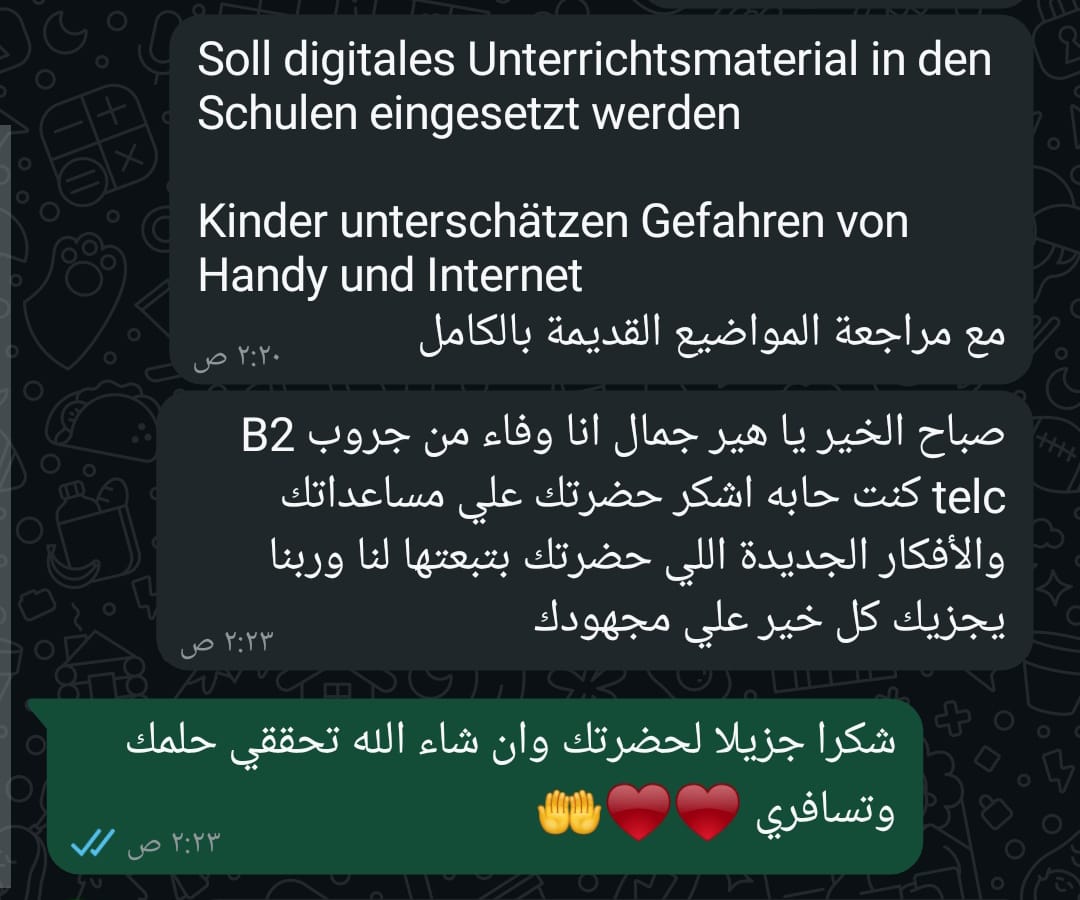 Soll digitales Unterrichtsmaterial in den
Schulen eingesetzt werden
Kinder unterschätzen Gefahren von
Handy und Internet
مع مراجعة المواضيع القديمة بالكامل
٢:٢٠ ص
صباح الخير يا هير جمال انا وفاء من جروب B2
telc كنت حابه اشكر حضرتك علي مساعداتك
والأفكار الجديدة اللي حضرتك بتبعتها لنا وربنا
يجزيك كل خير علي مجهودك
٢:٢٣ ص
شكرا جزيلا لحضرتك وان شاء الله تحققي حلمك
وتسافري ❤️❤️🤲
٢:٢٣ ص